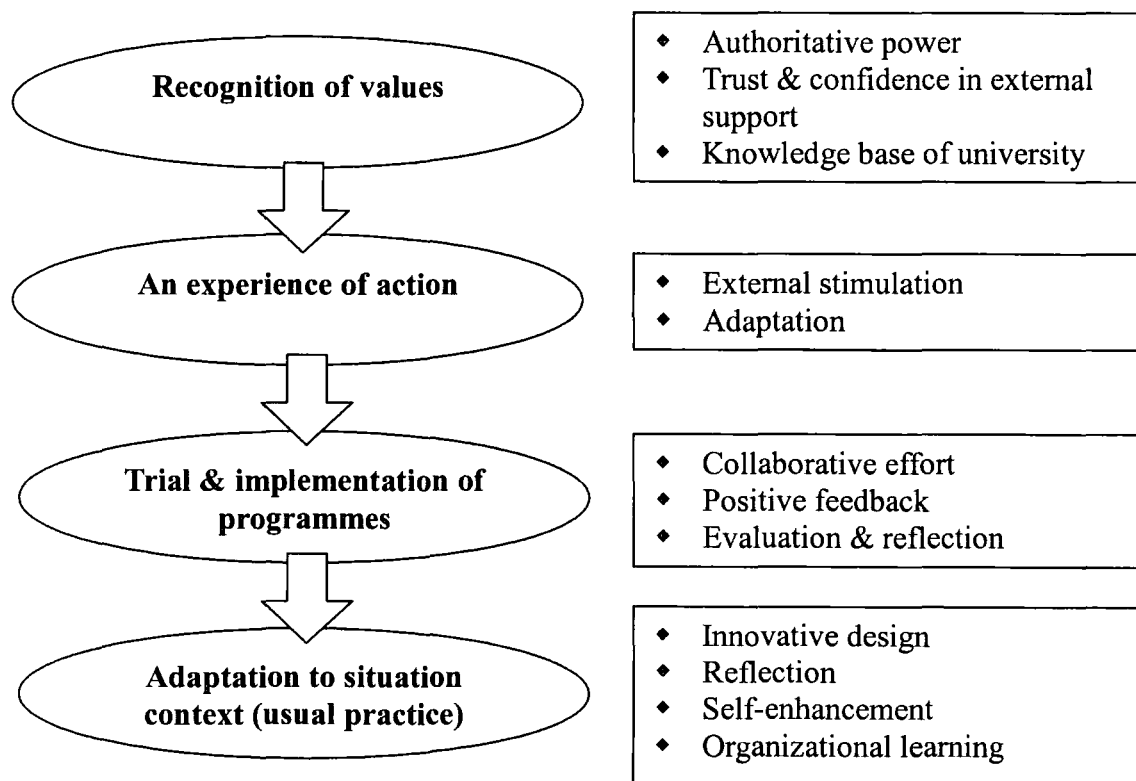 Recognition of values
◆ Authoritative power
◆ Trust & confidence in external
support
◆ Knowledge base of university
An experience of action
◆ External stimulation
◆ Adaptation
Trial & implementation of
programmes
◆ Collaborative effort
◆ Positive feedback
◆ Evaluation & reflection
Adaptation to situation
context (usual practice)
◆ Innovative design
◆ Reflection
◆ Self-enhancement
◆ Organizational learning